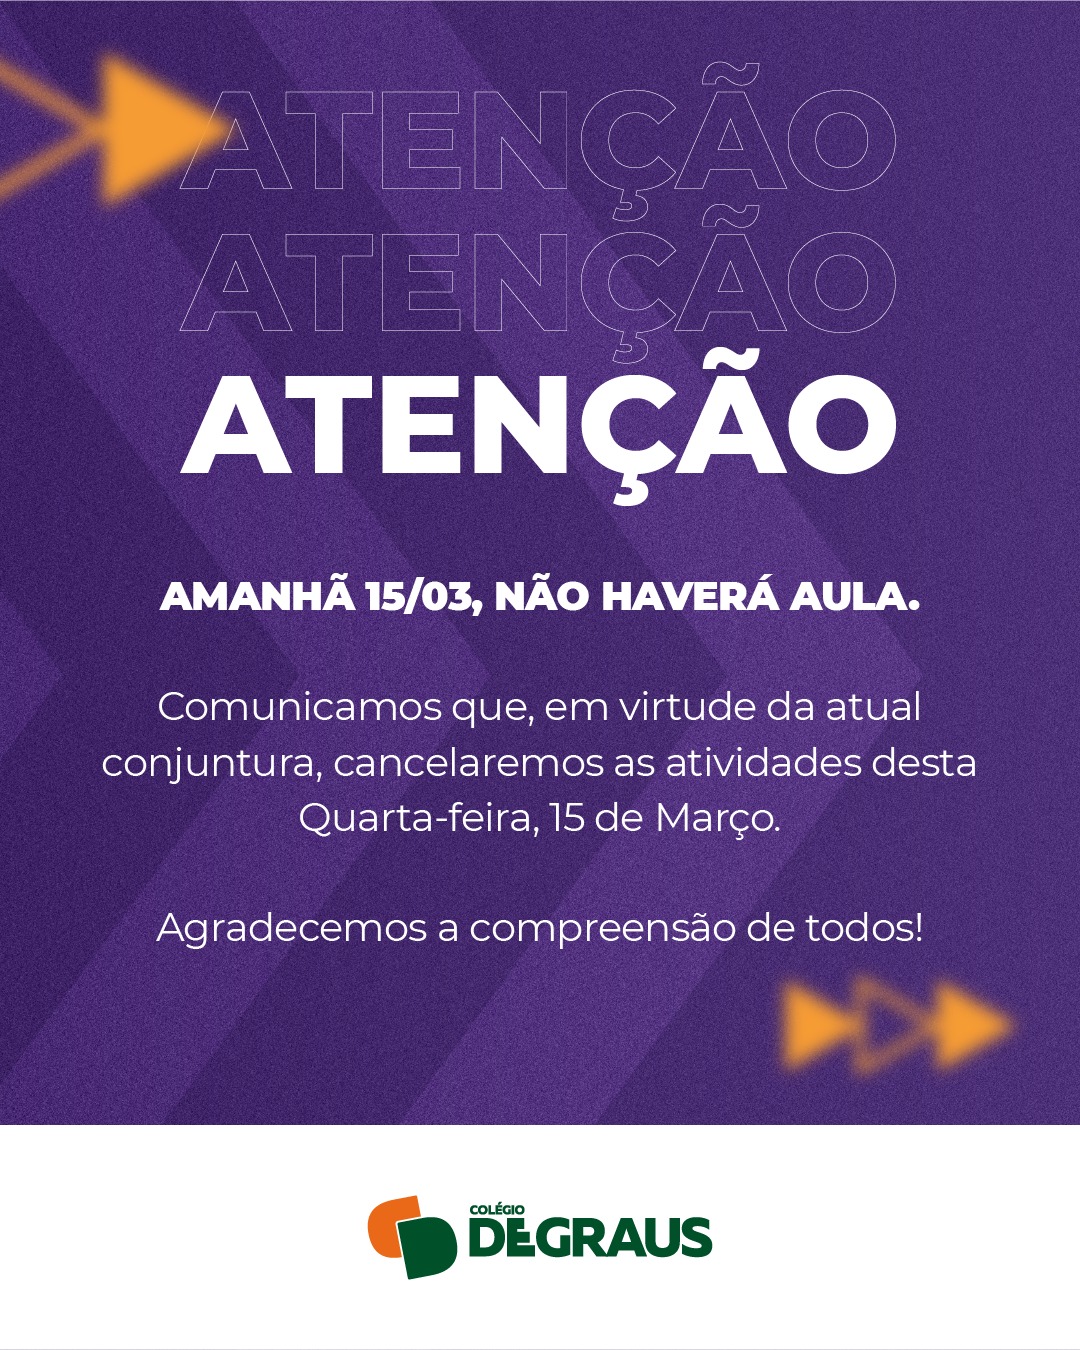 ATENÇÃO
ATENÇÃO
ATENÇÃO
AMANHÃ 15/03, NÃO HAVERÁ AULA.
Comunicamos que, em virtude da atual
conjuntura, cancelaremos as atividades desta
Quarta-feira, 15 de Março.
Agradecemos a compreensão de todos!
COLÉGIO
DEGRAUS